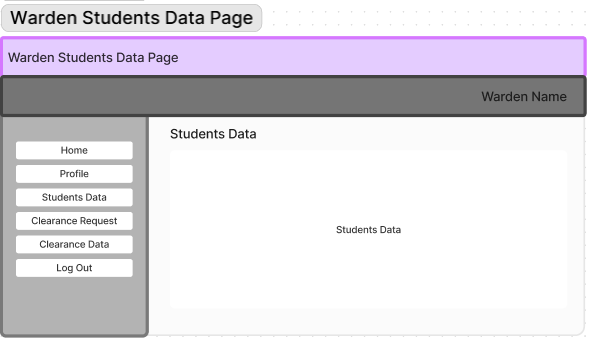 Warden Students Data Page
Warden Students Data Page
Warden Name
Home
Profile
Students Data
Clearance Request
Clearance Data
Log Out
Students Data
Students Data